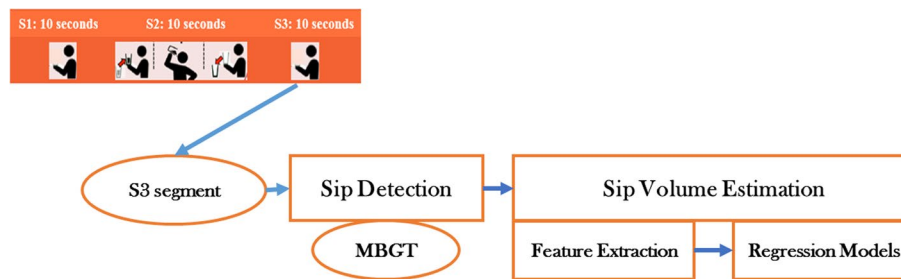 S1: 10 seconds S2: 10 seconds S3: 10 seconds
S3 segment
Sip Detection
Sip Volume Estimation
MBGT
Feature Extraction
Regression Models